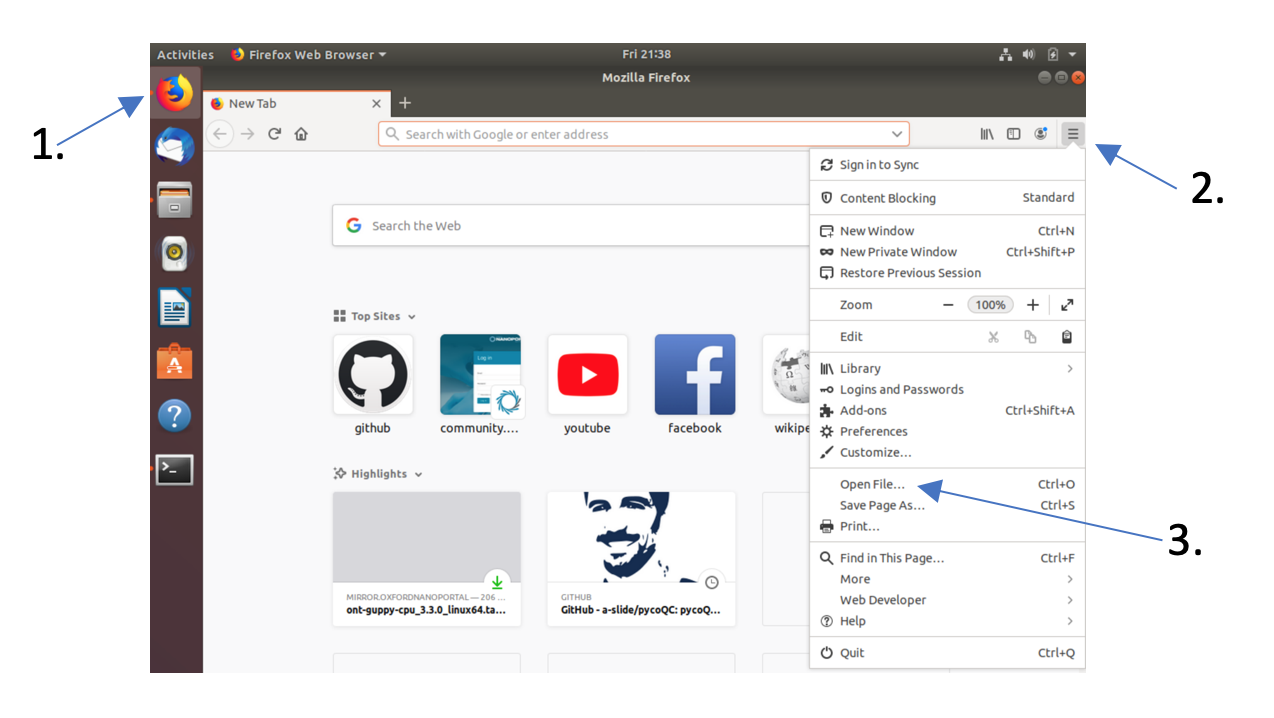 Activities Firefox Web Browser Fri 21:38
Mozilla Firefox
New Tab
Search with Google or enter address
1.
2.
3.
Search the Web
Top Sites
github community.... youtube facebook wikipe
Highlights
MIRROR.OXFORDNANOPORTAL — 206 ...
ont-guppy-cpu_3.3.0_linux64.ta...
GITHUB
GitHub - a-slide/pycoQC: pycoQ...
Log in
Sign in to Sync
Content Blocking Standard
New Window Ctrl+N
New Private Window Ctrl+Shift+P
Restore Previous Session
Zoom 100%
Edit
Library
Logins and Passwords
Add-ons Ctrl+Shift+A
Preferences
Customize...
Open File... Ctrl+O
Save Page As... Ctrl+S
Print...
Find in This Page... Ctrl+F
More
Web Developer
Help
Quit Ctrl+Q